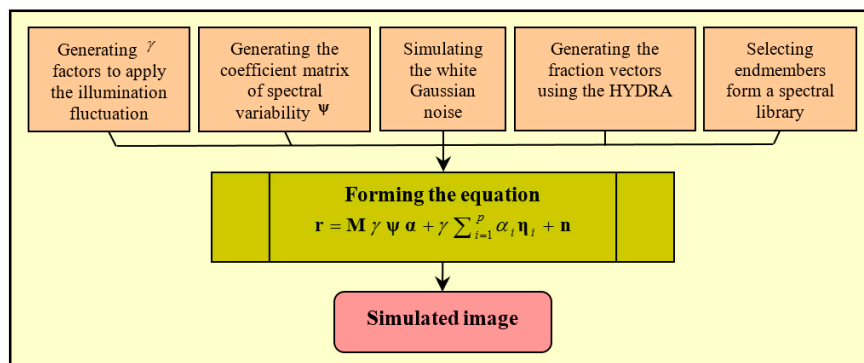 Generating γ
factors to apply
the illumination
fluctuation
Generating the
coefficient matrix
of spectral
variability ψ
Simulating
the white
Gaussian
noise
Generating the
fraction vectors
using the HYDRA
Selecting
endmembers
form a spectral
library
Forming the equation
r = M γ ψ α + γ ∑_{i=1}^{p} α_i η_i + n
Simulated image